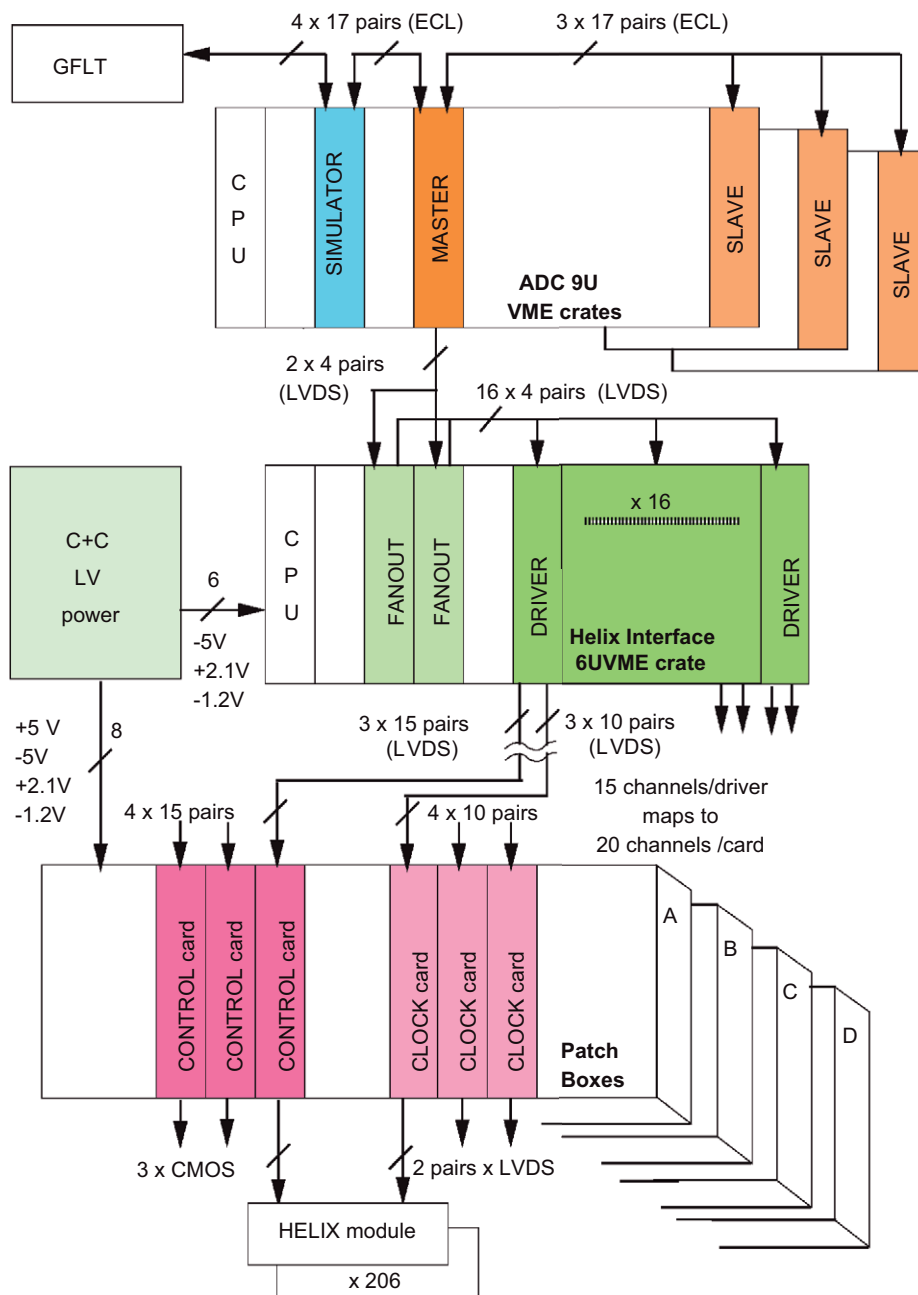 4 x 17 pairs (ECL)
3 x 17 pairs (ECL)
GFLT
C
P
U
SIMULATOR
MASTER
SLAVE
SLAVE
SLAVE
ADC 9U
VME crates
2 x 4 pairs
(LVDS)
16 x 4 pairs (LVDS)
C+C
LV
power
6
-5V
+2.1V
-1.2V
C
P
U
FANOUT
FANOUT
DRIVER
x 16
DRIVER
Helix Interface
6UVME crate
+5 V
-5V
+2.1V
-1.2V
8
3 x 15 pairs
(LVDS)
3 x 10 pairs
(LVDS)
15 channels/driver
maps to
20 channels /card
4 x 15 pairs
4 x 10 pairs
CONTROL card
CONTROL card
CONTROL card
CLOCK card
CLOCK card
CLOCK card
Patch
Boxes
A
B
C
D
3 x CMOS
2 pairs x LVDS
HELIX module
x 206